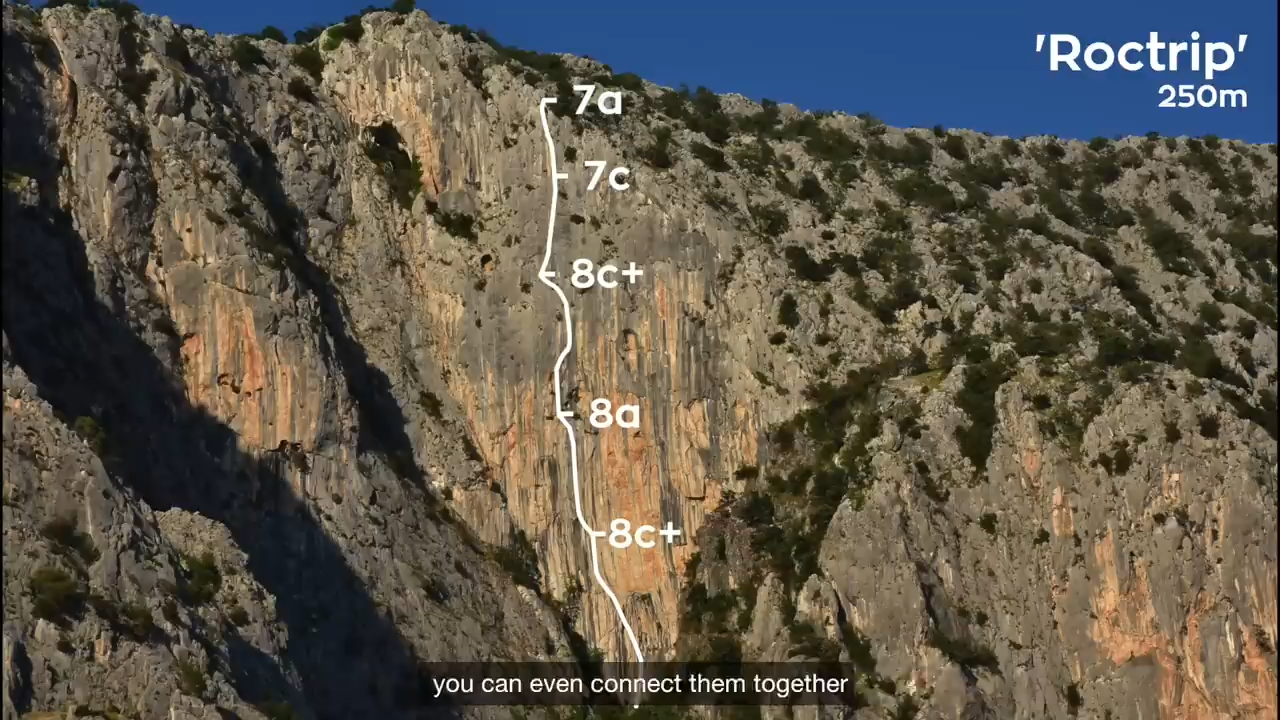 'Roctrip'
250m
7a
7c
8c+
8a
8c+
you can even connect them together